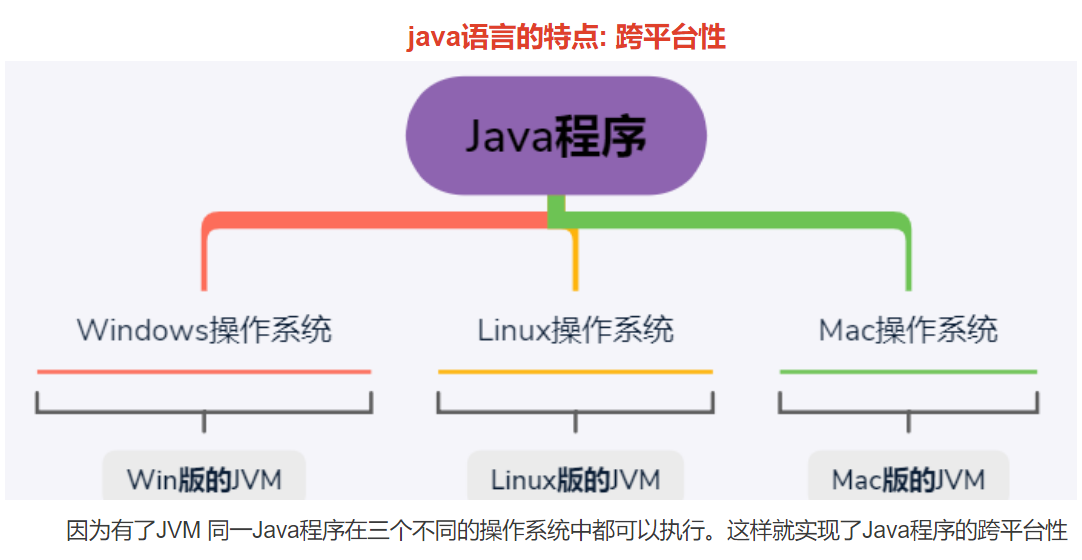 java语言的特点: 跨平台性
Java程序
Windows操作系统
Linux操作系统
Mac操作系统
Win版的JVM
Linux版的JVM
Mac版的JVM
因为有了JVM 同一Java程序在三个不同的操作系统中都可以执行。这样就实现了Java程序的跨平台性